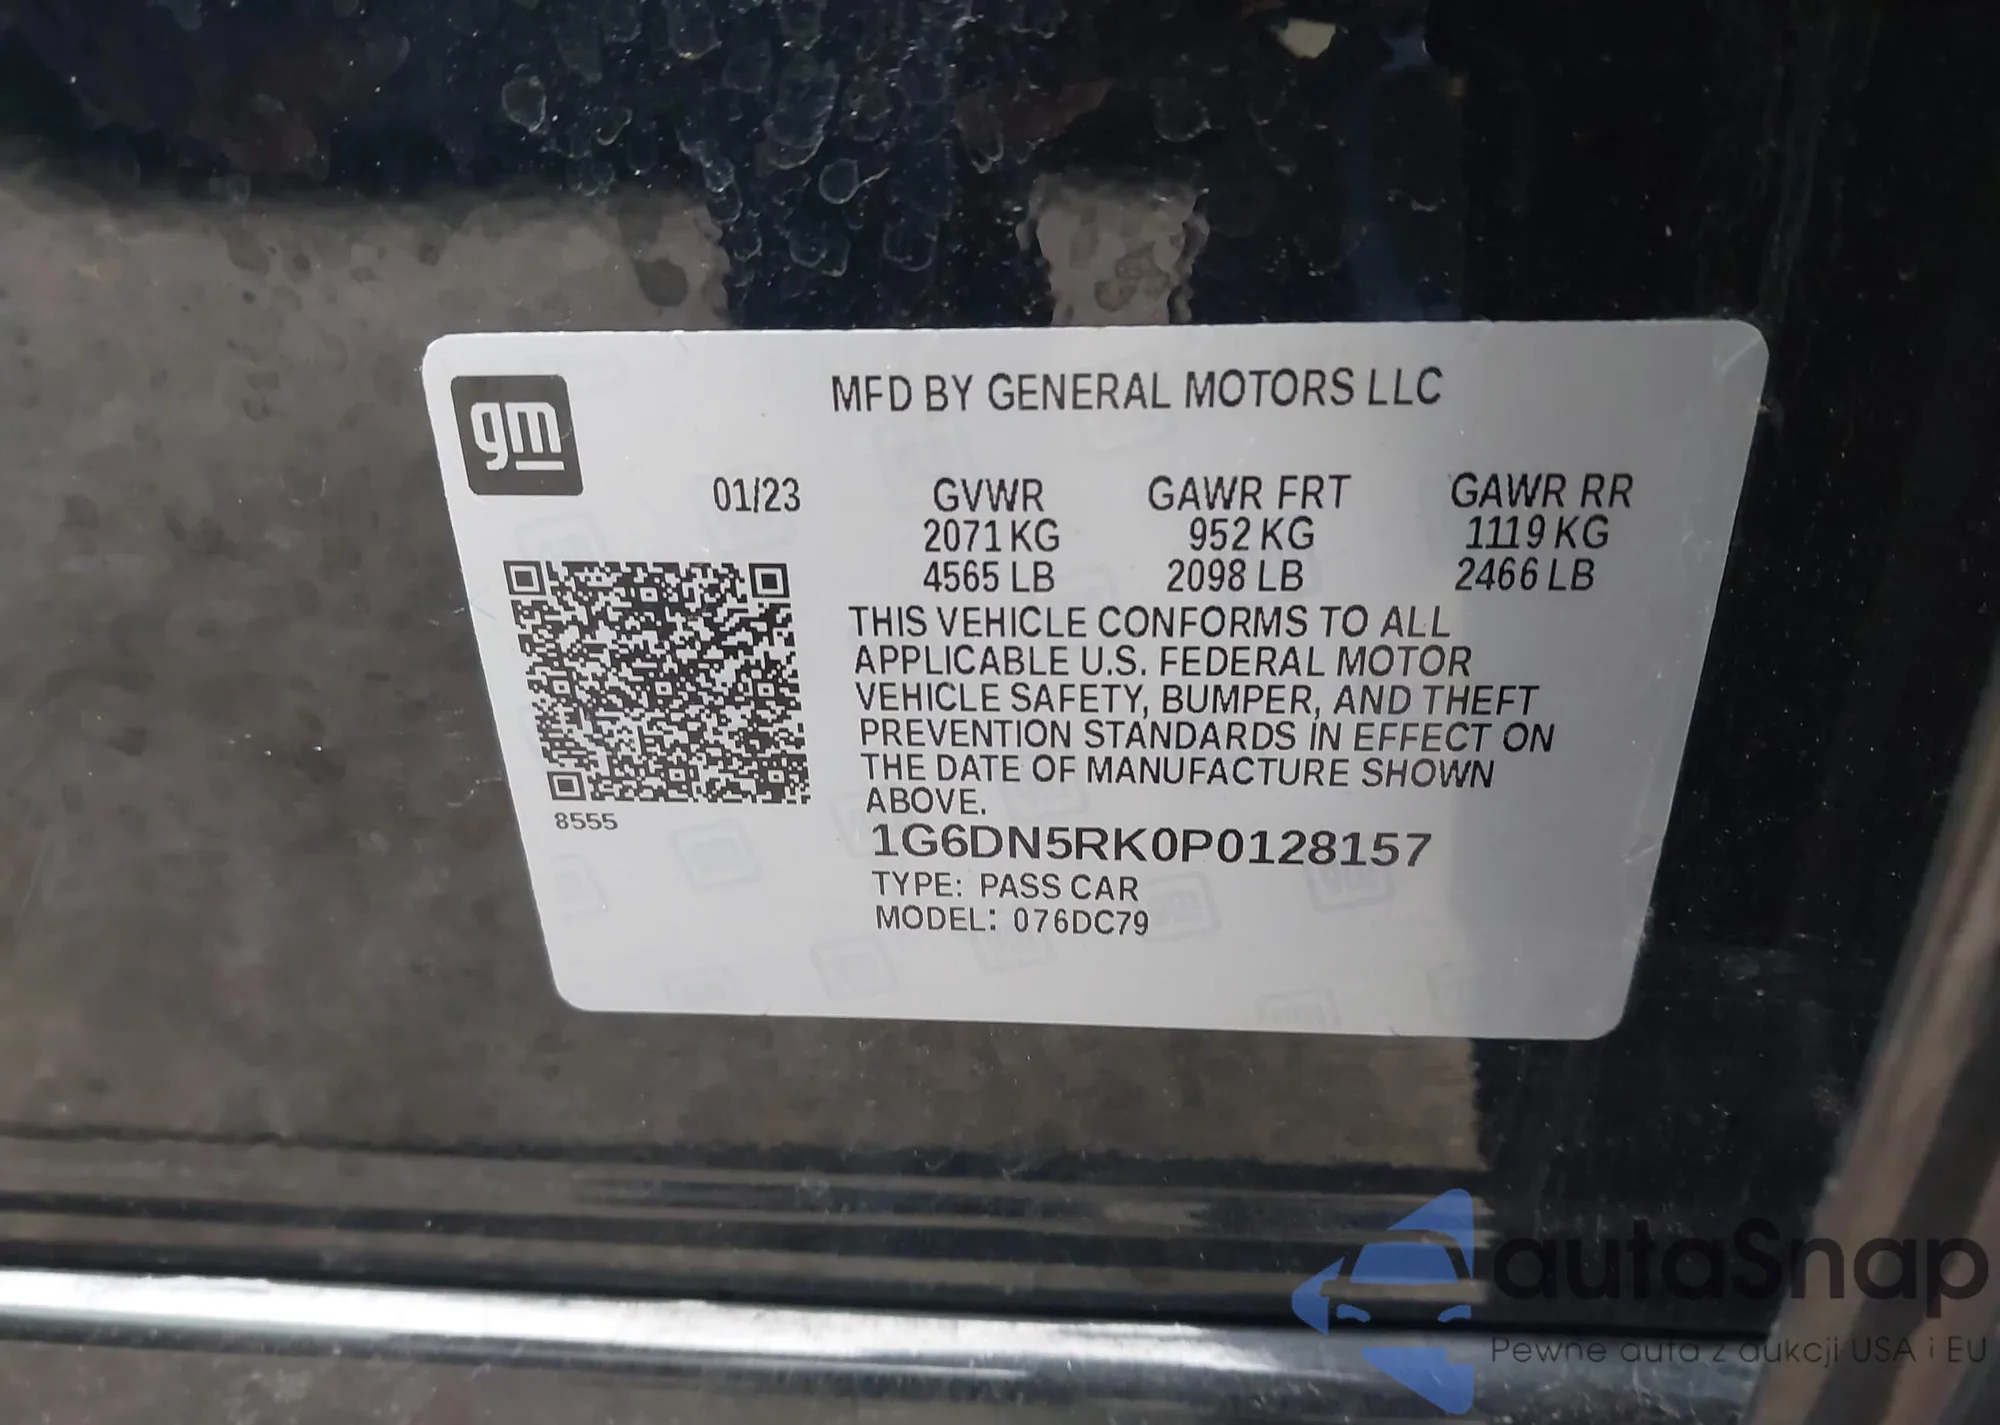 gm
MFD BY GENERAL MOTORS LLC
01/23
GVWR GAWR FRT GAWR RR
2071 KG 952 KG 1119 KG
4565 LB 2098 LB 2466 LB
THIS VEHICLE CONFORMS TO ALL
APPLICABLE U.S. FEDERAL MOTOR
VEHICLE SAFETY, BUMPER, AND THEFT
PREVENTION STANDARDS IN EFFECT ON
THE DATE OF MANUFACTURE SHOWN
ABOVE.
8555
1G6DN5RK0P0128157
TYPE: PASS CAR
MODEL: 076DC79
autaSnap
Pewne auta z aukcji USA i EU